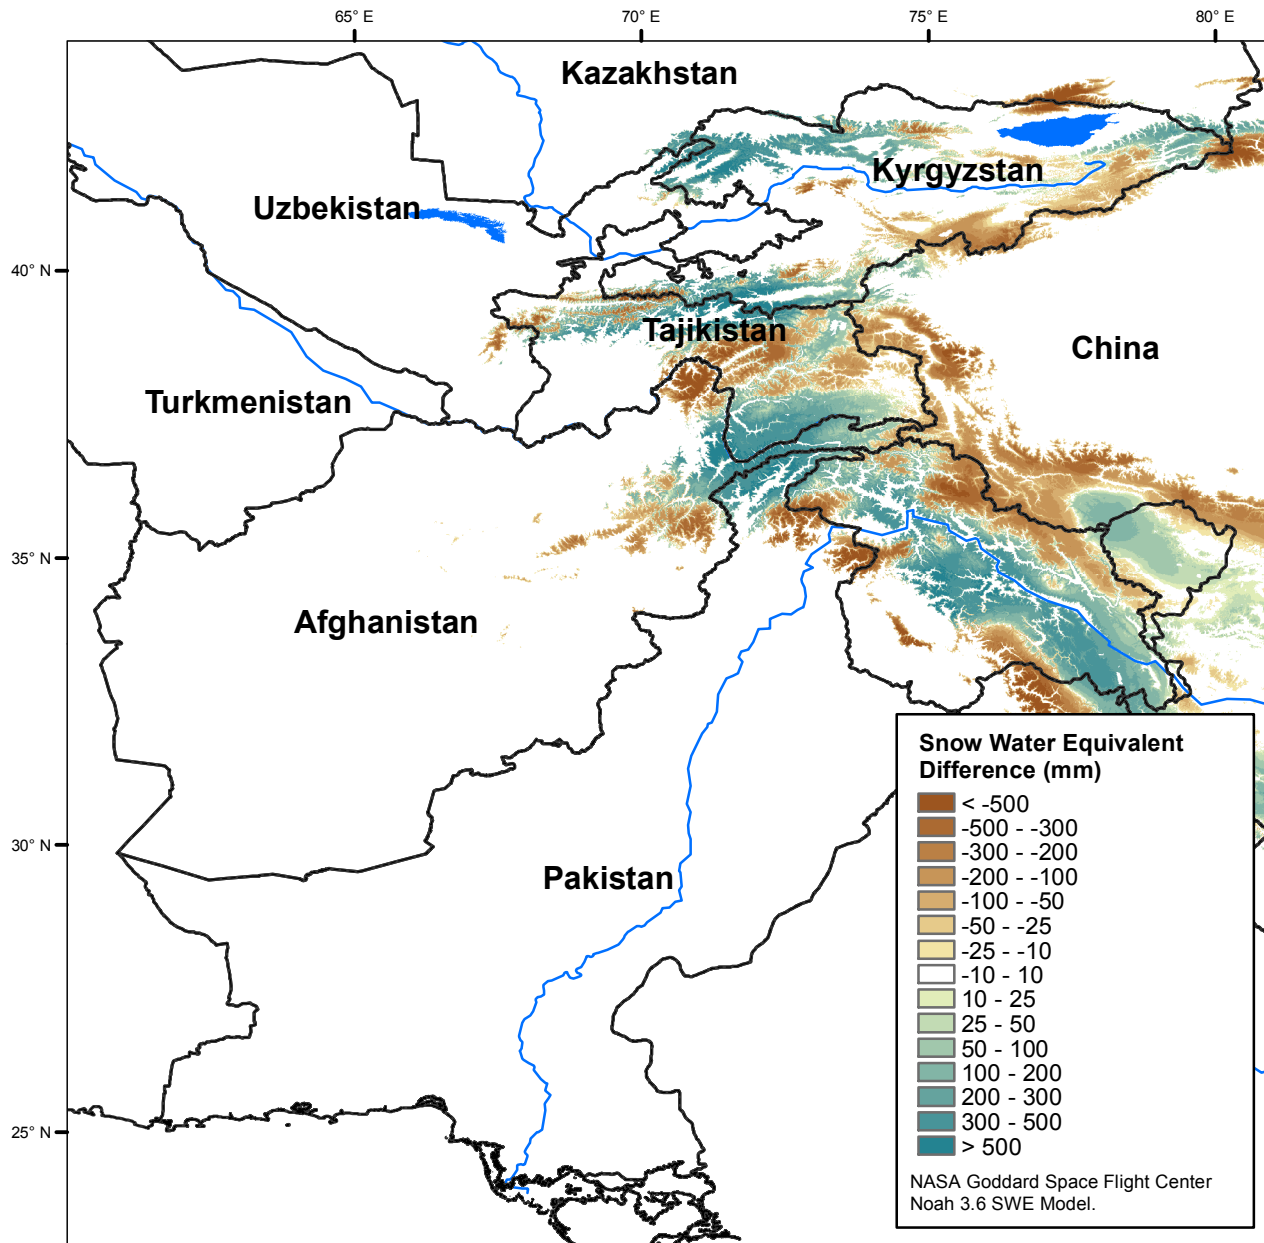 65° E
70° E
75° E
80° E
Kazakhstan
Kyrgyzstan
Uzbekistan
40° N
Tajikistan
China
Turkmenistan
35° N
Afghanistan
Snow Water Equivalent
Difference (mm)
< -500
-500 - -300
-300 - -200
-200 - -100
-100 - -50
-50 - -25
-25 - -10
-10 - 10
10 - 25
25 - 50
50 - 100
100 - 200
200 - 300
300 - 500
> 500
NASA Goddard Space Flight Center
Noah 3.6 SWE Model.
30° N
Pakistan
25° N